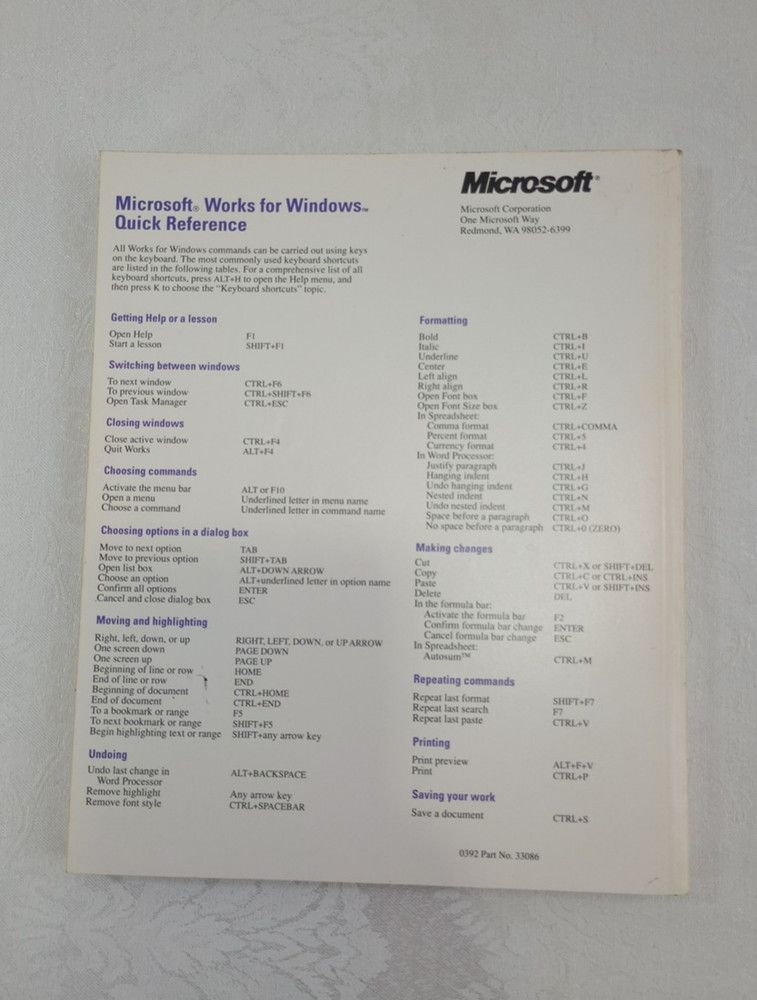 Microsoft®
Microsoft Corporation
One Microsoft Way
Redmond, WA 98052-6399
Microsoft® Works for Windows™
Quick Reference
All Works for Windows commands can be carried out using keys
on the keyboard. The most commonly used keyboard shortcuts
are listed in the following tables. For a comprehensive list of all
keyboard shortcuts, press ALT+H to open the Help menu, and
then press K to choose the "Keyboard shortcuts" topic.
Getting Help or a lesson
Open Help F1
Start a lesson SHIFT+F1
Switching between windows
To next window CTRL+F6
To previous window CTRL+SHIFT+F6
Open Task Manager CTRL+ESC
Closing windows
Close active window CTRL+F4
Quit Works ALT+F4
Choosing commands
Activate the menu bar ALT or F10
Open a menu Underlined letter in menu name
Choose a command Underlined letter in command name
Choosing options in a dialog box
Move to next option TAB
Move to previous option SHIFT+TAB
Open list box ALT+DOWN ARROW
Choose an option ALT+underlined letter in option name
Confirm all options ENTER
Cancel and close dialog box ESC
Moving and highlighting
Right, left, down, or up RIGHT, LEFT, DOWN, or UP ARROW
One screen down PAGE DOWN
One screen up PAGE UP
Beginning of line or row HOME
End of line or row END
Beginning of document CTRL+HOME
End of document CTRL+END
To a bookmark or range F5
To next bookmark or range SHIFT+F5
Begin highlighting text or range SHIFT+any arrow key
Undoing
Undo last change in
Word Processor ALT+BACKSPACE
Remove highlight Any arrow key
Remove font style CTRL+SPACEBAR
Formatting
Bold CTRL+B
Italic CTRL+I
Underline CTRL+U
Center CTRL+E
Left align CTRL+L
Right align CTRL+R
Open Font box CTRL+F
Open Font Size box CTRL+Z
In Spreadsheet:
Comma format CTRL+COMMA
Percent format CTRL+5
Currency format CTRL+4
In Word Processor:
Justify paragraph CTRL+J
Hanging indent CTRL+H
Undo hanging indent CTRL+G
Nested indent CTRL+N
Undo nested indent CTRL+M
Space before a paragraph CTRL+O
No space before a paragraph CTRL+0 (ZERO)
Making changes
Cut CTRL+X or SHIFT+DEL
Copy CTRL+C or CTRL+INS
Paste CTRL+V or SHIFT+INS
Delete DEL
In the formula bar:
Activate the formula bar F2
Confirm formula bar change ENTER
Cancel formula bar change ESC
In Spreadsheet:
Autosum™ CTRL+M
Repeating commands
Repeat last format SHIFT+F7
Repeat last search F7
Repeat last paste CTRL+V
Printing
Print preview ALT+F+V
Print CTRL+P
Saving your work
Save a document CTRL+S
0392 Part No. 33086